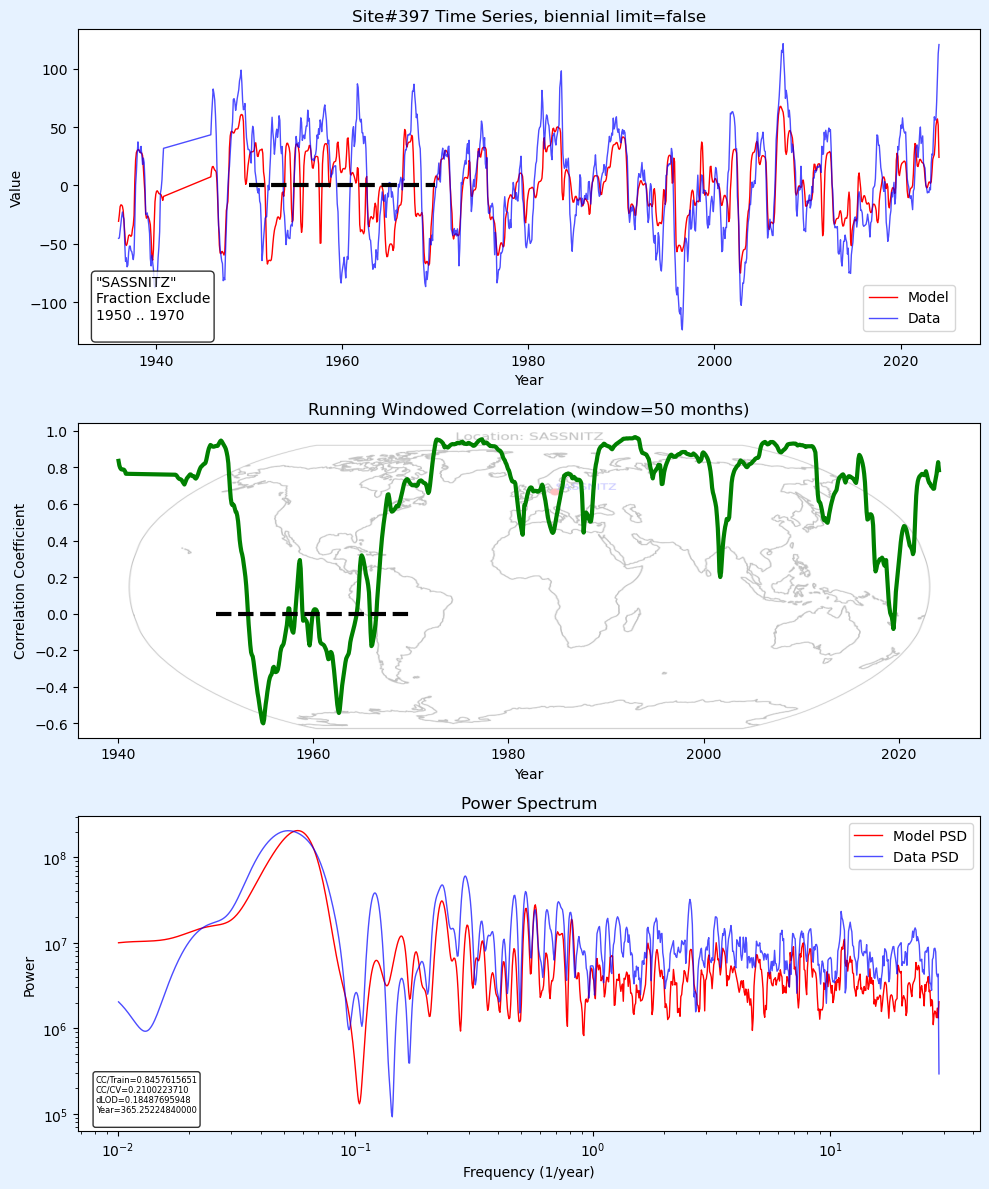 Site#397 Time Series, biennial limit=false
Value
100
50
0
−50
−100
"SASSNITZ"
Fraction Exclude
1950 .. 1970
Model
Data
1940
1960
1980
2000
2020
Year
Running Windowed Correlation (window=50 months)
Location: SASSNITZ
Correlation Coefficient
1.0
0.8
0.6
0.4
0.2
0.0
−0.2
−0.4
−0.6
1940
1960
1980
2000
2020
Year
Power Spectrum
Power
10⁸
10⁷
10⁶
10⁵
Model PSD
Data PSD
CC/Train=0.8457615651
CC/CV=0.2100223710
dLOD=0.18487695948
Year=365.25224840000
10⁻²
10⁻¹
10⁰
10¹
Frequency (1/year)